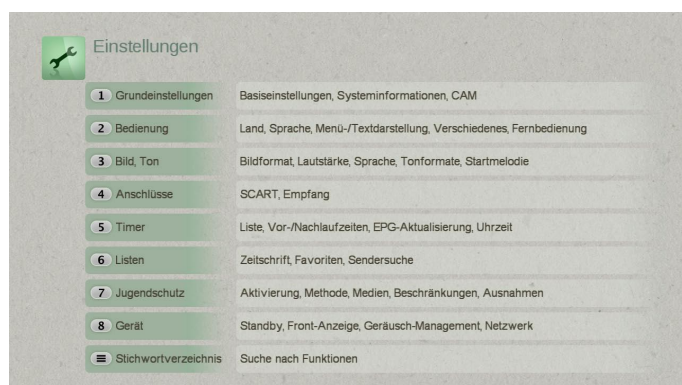 Einstellungen
1 Grundeinstellungen Basiseinstellungen, Systeminformationen, CAM
2 Bedienung Land, Sprache, Menü-/Textdarstellung, Verschiedenes, Fernbedienung
3 Bild, Ton Bildformat, Lautstärke, Sprache, Tonformate, Startmelodie
4 Anschlüsse SCART, Empfang
5 Timer Liste, Vor-/Nachlaufzeiten, EPG-Aktualisierung, Uhrzeit
6 Listen Zeitschrift, Favoriten, Sendersuche
7 Jugendschutz Aktivierung, Methode, Medien, Beschränkungen, Ausnahmen
8 Gerät Standby, Front-Anzeige, Geräusch-Management, Netzwerk
Stichwortverzeichnis Suche nach Funktionen